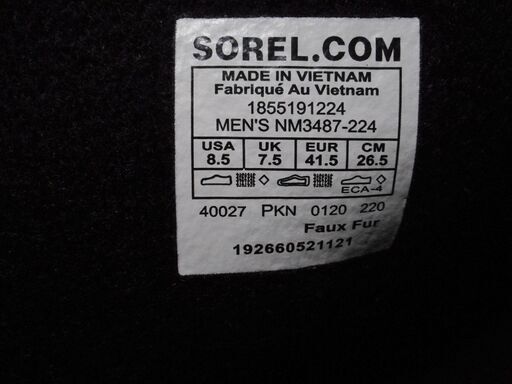 SOREL.COM
MADE IN VIETNAM
Fabriqué Au Vietnam
1855191224
MEN'S NM3487-224
USA UK EUR CM
8.5 7.5 41.5 26.5
ECA-4
40027 PKN 0120 220
Faux Fur
192660521121